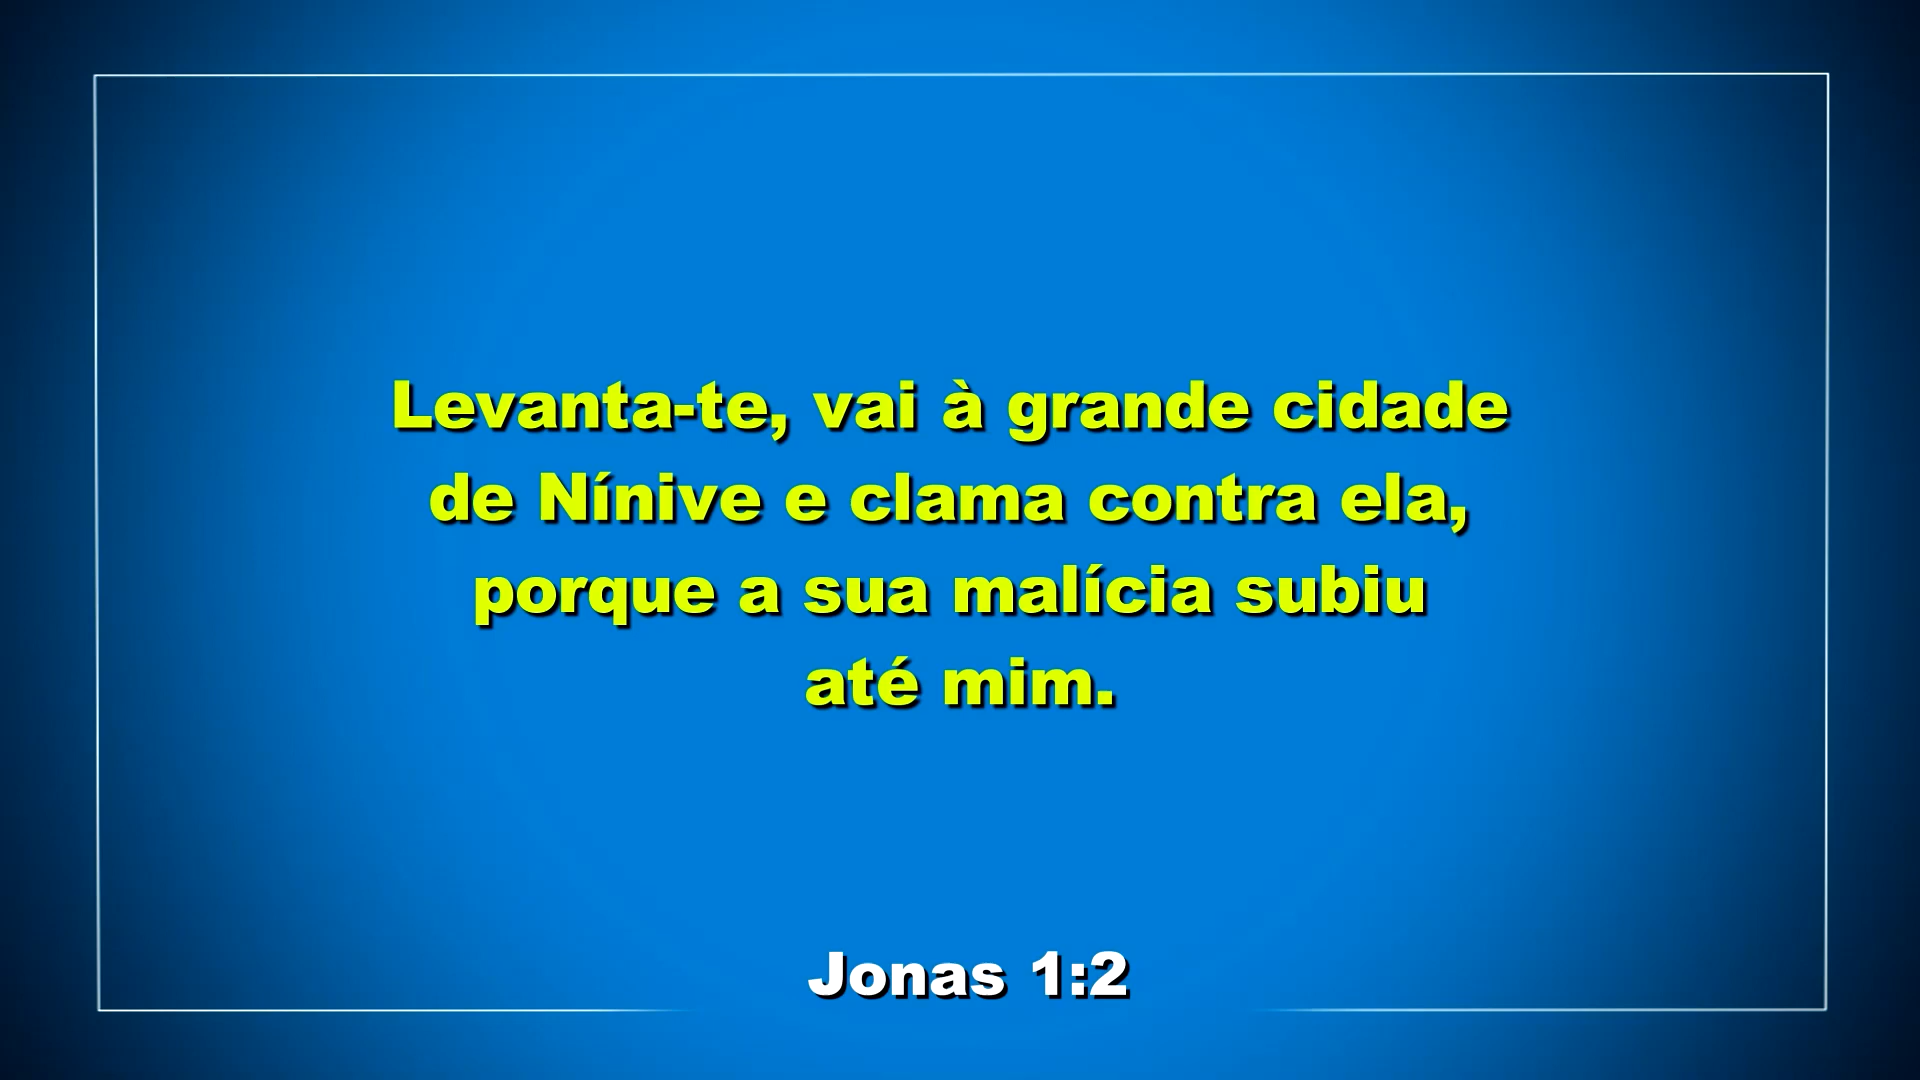 Levanta-te, vai à grande cidade
de Nínive e clama contra ela,
porque a sua malícia subiu
até mim.
Jonas 1:2